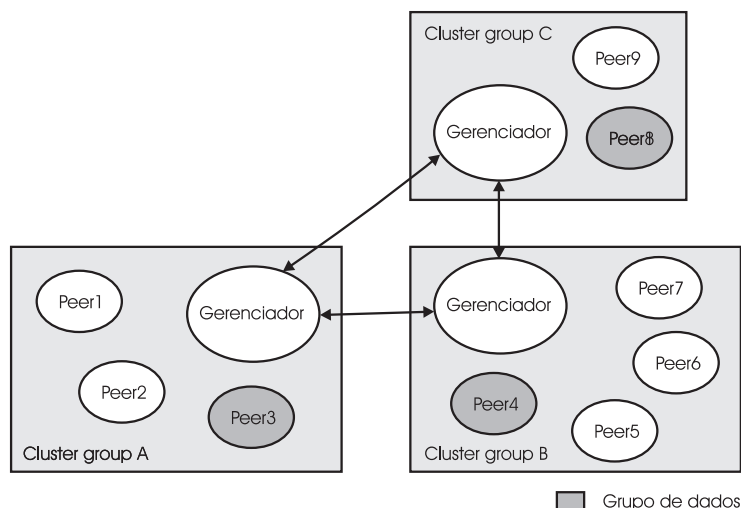 Cluster group C
Peer9
Gerenciador
Peer8
Peer1
Gerenciador
Peer2
Peer3
Cluster group A
Gerenciador
Peer7
Peer6
Peer4
Peer5
Cluster group B
Grupo de dados